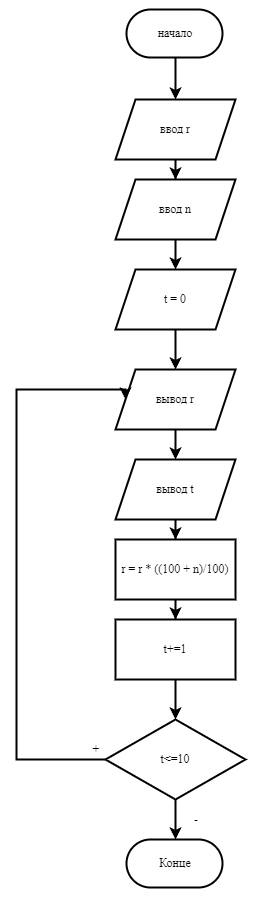 начало
ввод r
ввод n
t = 0
вывод r
вывод t
r = r * ((100 + n)/100)
t+=1
t<=10
+
-
Конце